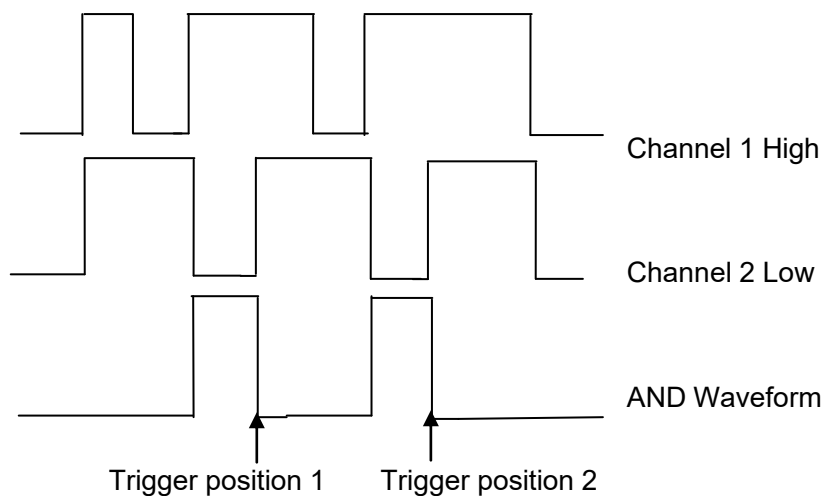 Channel 1 High
Channel 2 Low
AND Waveform
Trigger position 1
Trigger position 2